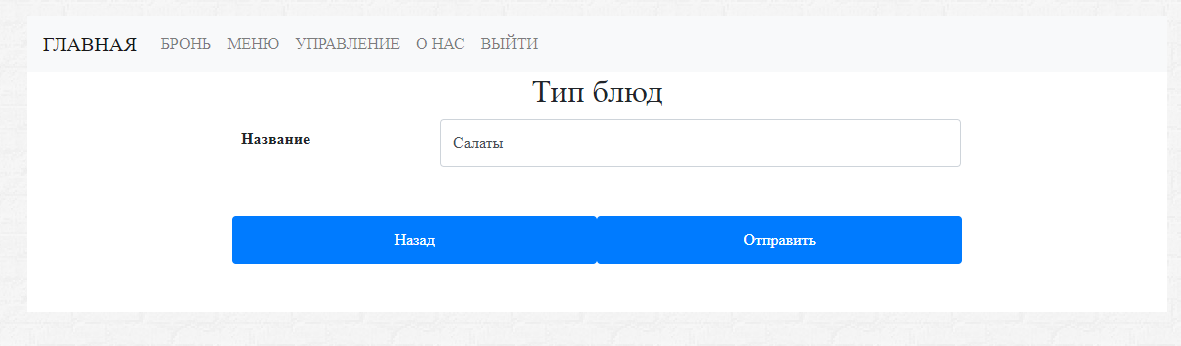 ГЛАВНАЯ БРОНЬ МЕНЮ УПРАВЛЕНИЕ О НАС ВЫЙТИ
Тип блюд
Название Салаты
Назад Отправить